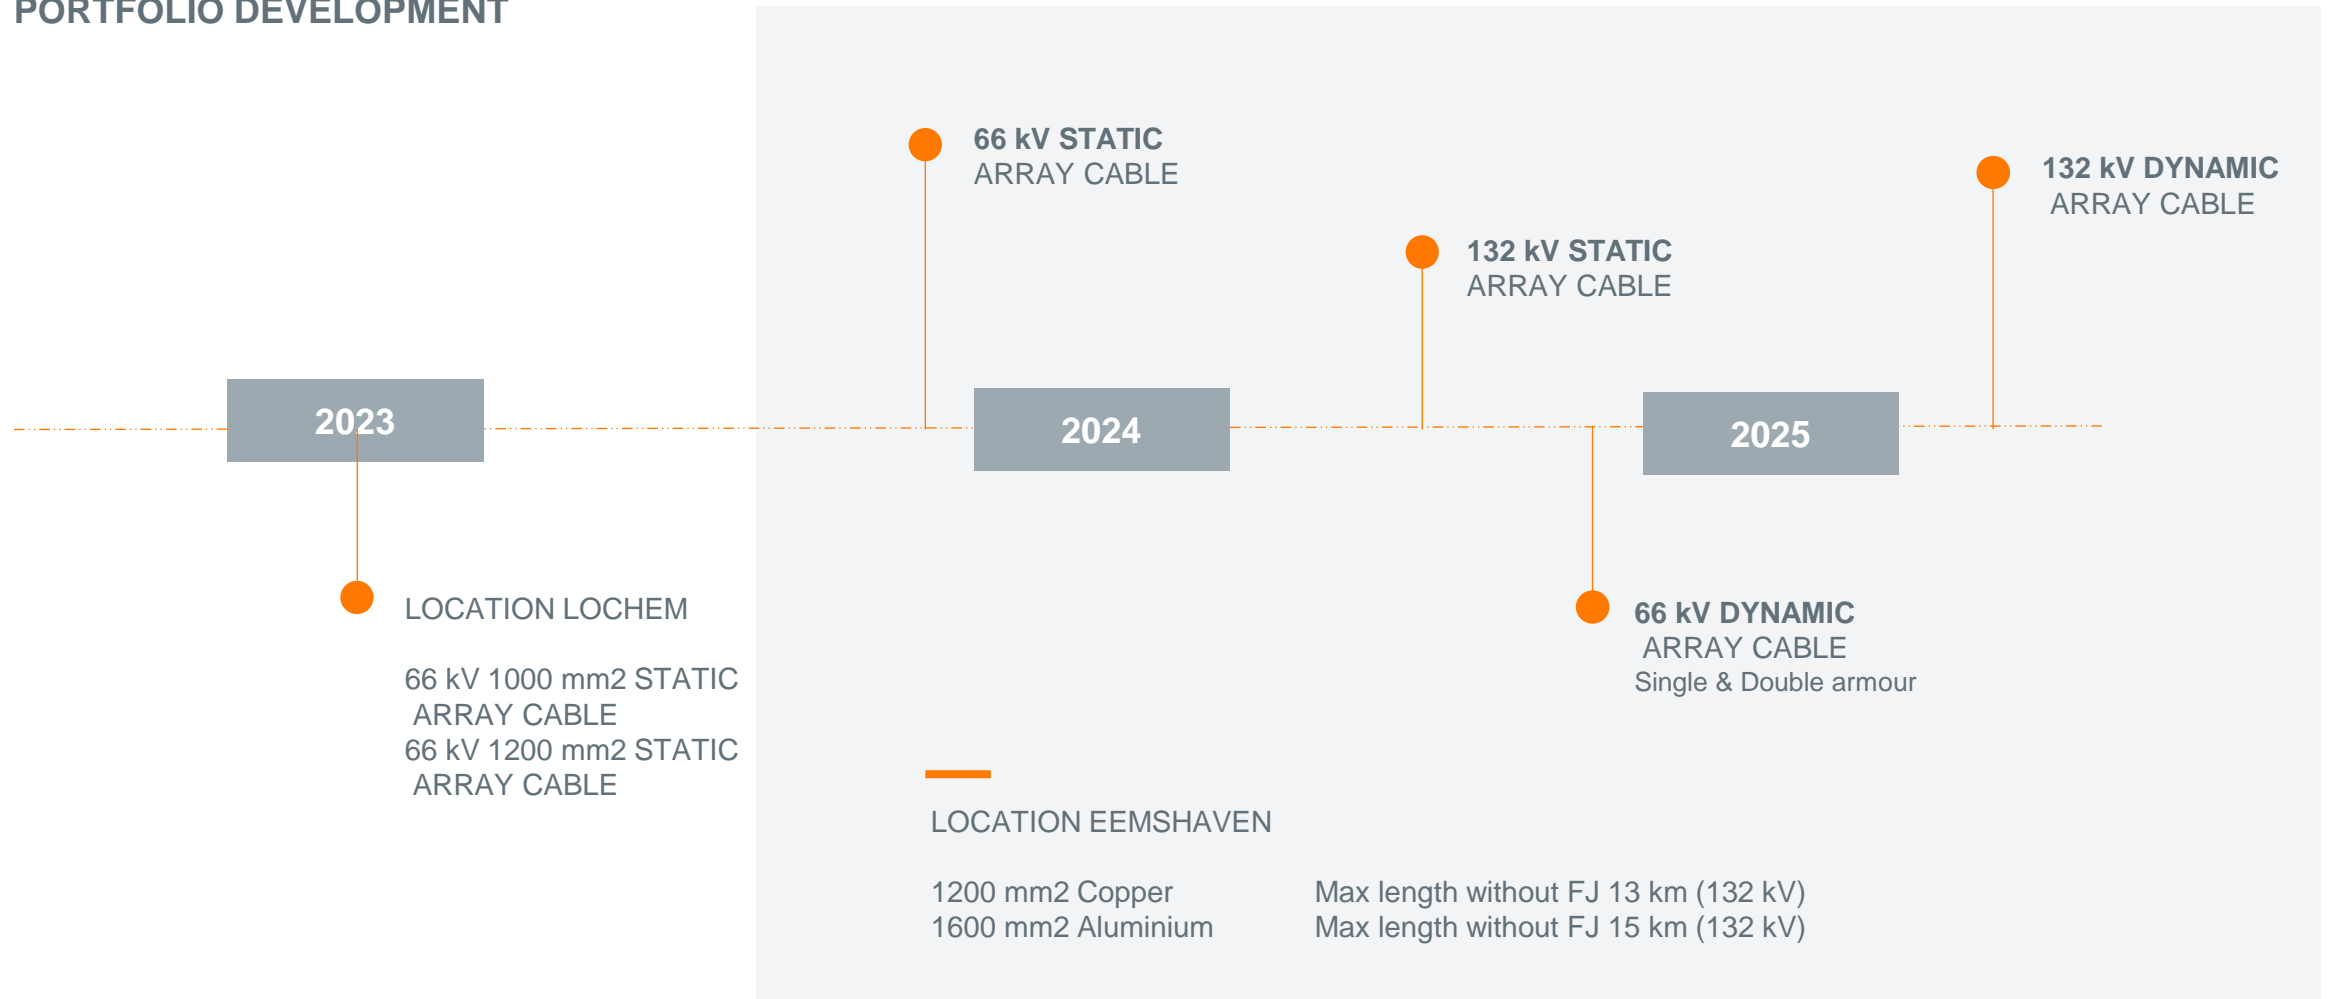 PORTFOLIO DEVELOPMENT
66 kV STATIC
ARRAY CABLE
132 kV DYNAMIC
ARRAY CABLE
132 kV STATIC
ARRAY CABLE
2023
2024
2025
LOCATION LOCHEM
66 kV 1000 mm2 STATIC
ARRAY CABLE
66 kV 1200 mm2 STATIC
ARRAY CABLE
66 kV DYNAMIC
ARRAY CABLE
Single & Double armour
LOCATION EEMSHAVEN
1200 mm2 Copper Max length without FJ 13 km (132 kV)
1600 mm2 Aluminium Max length without FJ 15 km (132 kV)